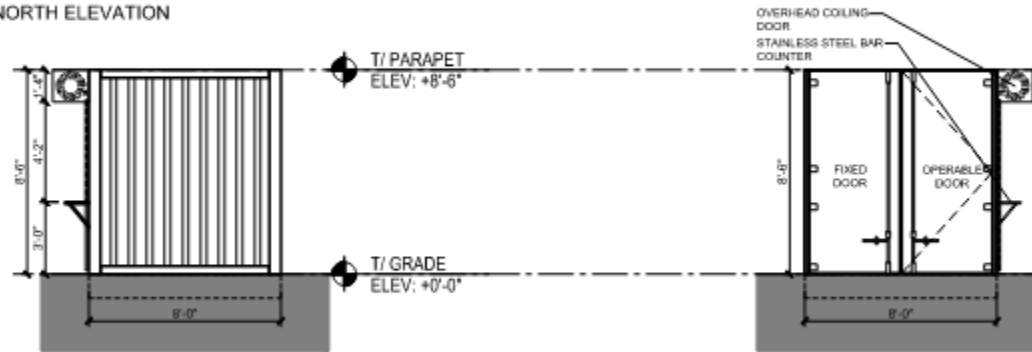 NORTH ELEVATION
OVERHEAD COILING
DOOR
STAINLESS STEEL BAR
COUNTER
T/ PARAPET
ELEV: +8'-6"
1'-4"
4'-2"
8'-6"
3'-0"
8'-6"
FIXED
DOOR
OPERABLE
DOOR
T/ GRADE
ELEV: +0'-0"
8'-0"
8'-0"